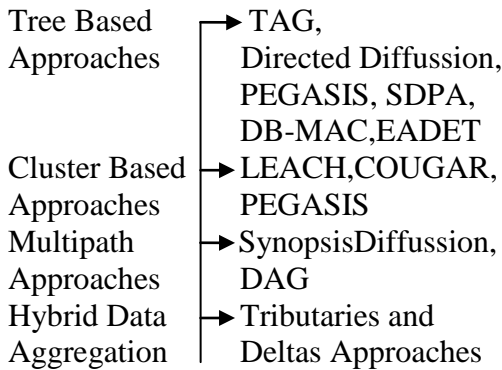 Tree Based TAG,
Approaches Directed Diffussion,
PEGASIS, SDPA,
DB-MAC,EADET
Cluster Based LEACH,COUGAR,
Approaches PEGASIS
Multipath SynopsisDiffussion,
Approaches DAG
Hybrid Data Tributaries and
Aggregation Deltas Approaches